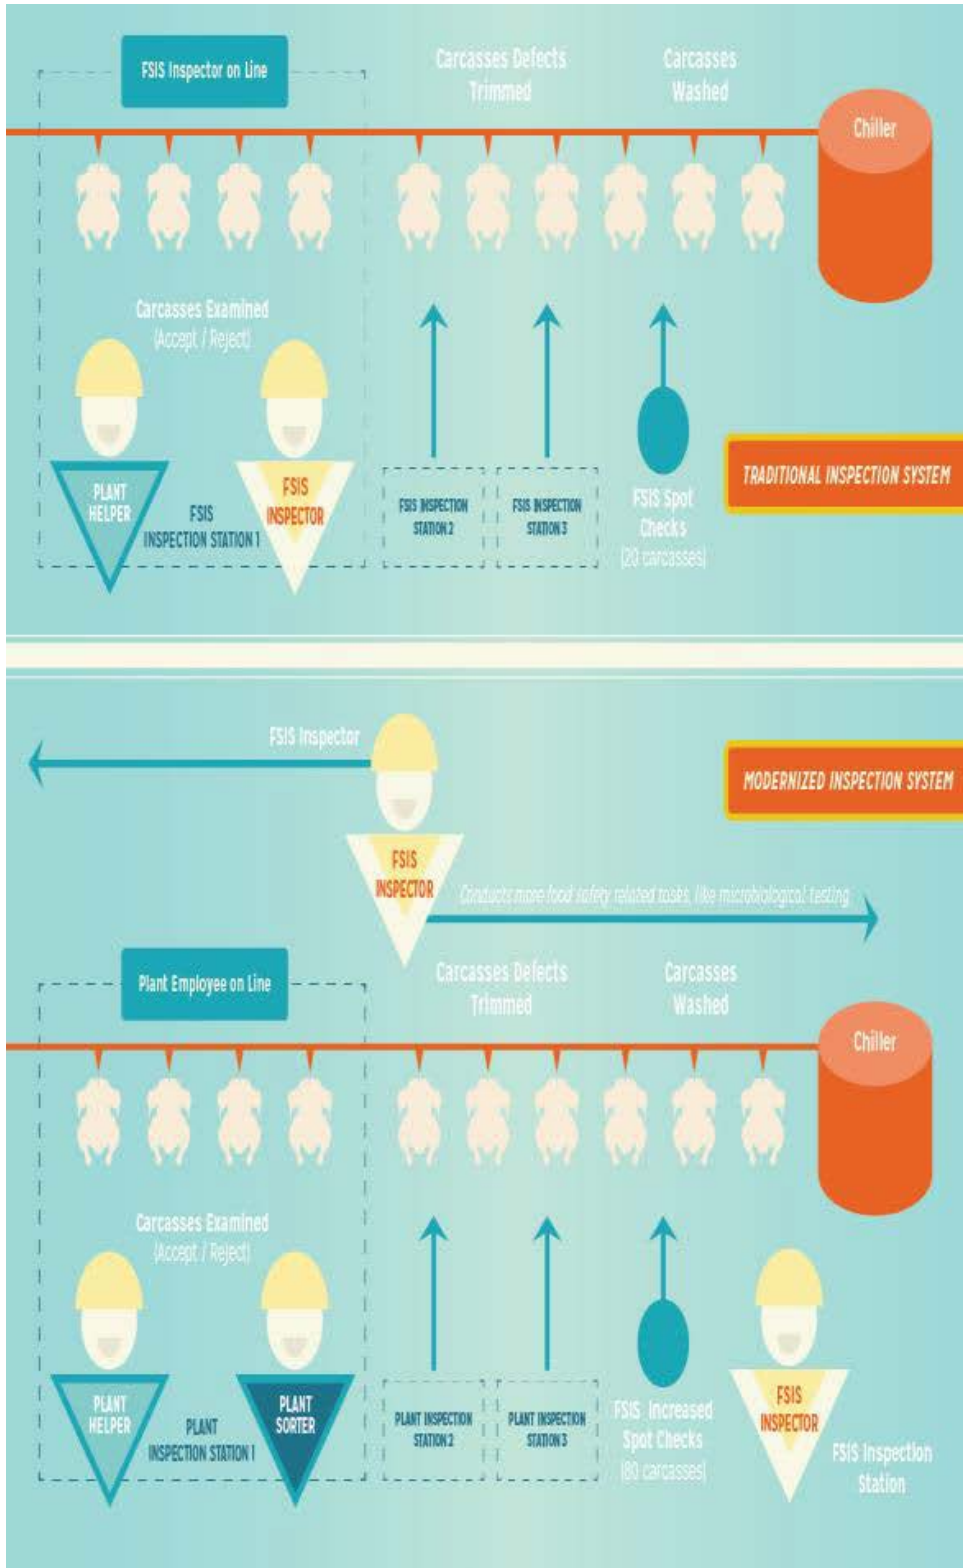 FSIS Inspector on Line
Carcasses Defects
Trimmed
Carcasses
Washed
Chiller
Carcasses Examined
(Accept / Reject)
PLANT
HELPER
FSIS
INSPECTION STATION 1
FSIS
INSPECTOR
FSIS INSPECTION
STATION 2
FSIS INSPECTION
STATION 3
FSIS Spot
Checks
(20 carcasses)
TRADITIONAL INSPECTION SYSTEM
FSIS Inspector
FSIS
INSPECTOR
MODERNIZED INSPECTION SYSTEM
Conducts more food safety related tasks, like microbiological testing
Plant Employee on Line
Carcasses Defects
Trimmed
Carcasses
Washed
Chiller
Carcasses Examined
(Accept / Reject)
PLANT
HELPER
PLANT
INSPECTION STATION 1
PLANT
SORTER
PLANT INSPECTION
STATION 2
PLANT INSPECTION
STATION 3
FSIS Increased
Spot Checks
(80 carcasses)
FSIS
INSPECTOR
FSIS Inspection
Station